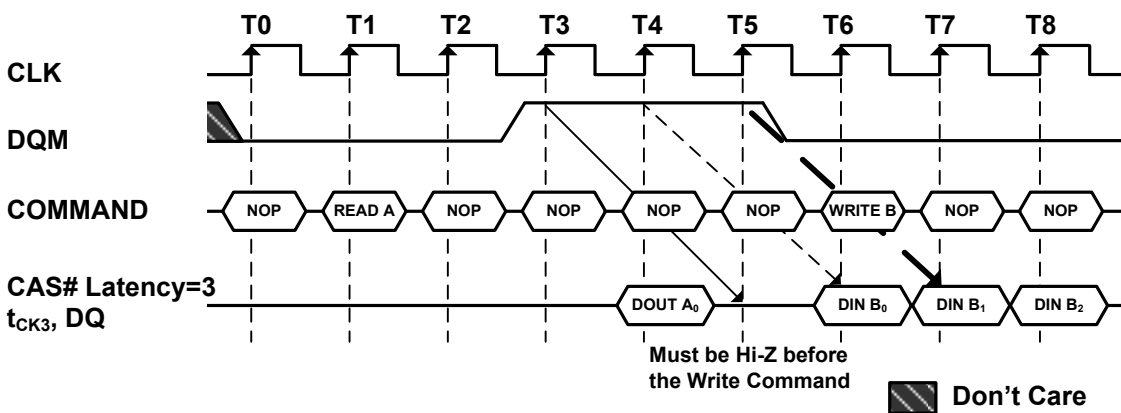 T0 T1 T2 T3 T4 T5 T6 T7 T8
CLK
DQM
COMMAND NOP READ A NOP NOP NOP NOP WRITE B NOP NOP
CAS# Latency=3
tCK3, DQ DOUT A0 DIN B0 DIN B1 DIN B2
Must be Hi-Z before
the Write Command
Don't Care